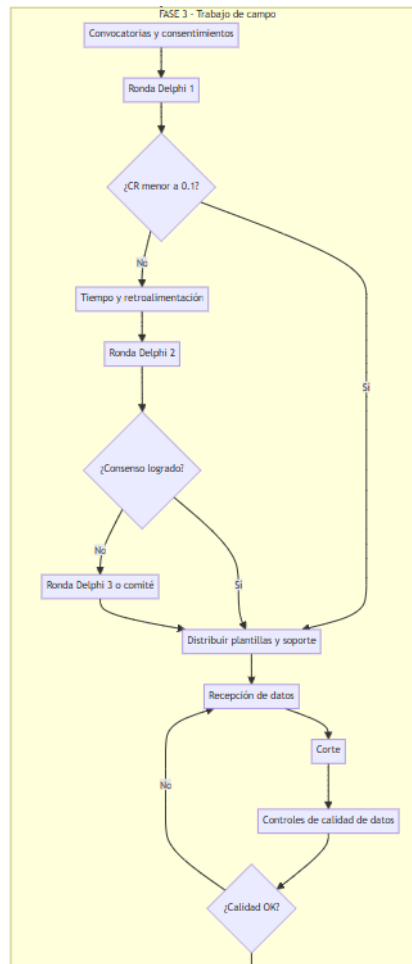 FASE 3 - Trabajo de campo
Convocatorias y consentimientos
Ronda Delphi 1
¿CR menor a 0.1?
No
Tiempo y retroalimentación
Ronda Delphi 2
Sí
¿Consenso logrado?
No
Sí
Ronda Delphi 3 o comité
Distribuir plantillas y soporte
Recepción de datos
Corte
No
Controles de calidad de datos
¿Calidad OK?